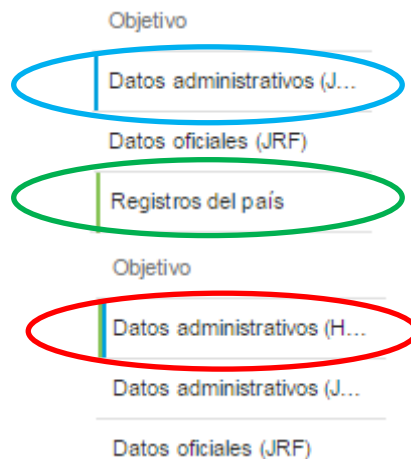 Objetivo
Datos administrativos (J...
Datos oficiales (JRF)
Registros del país
Objetivo
Datos administrativos (H...
Datos administrativos (J...
Datos oficiales (JRF)